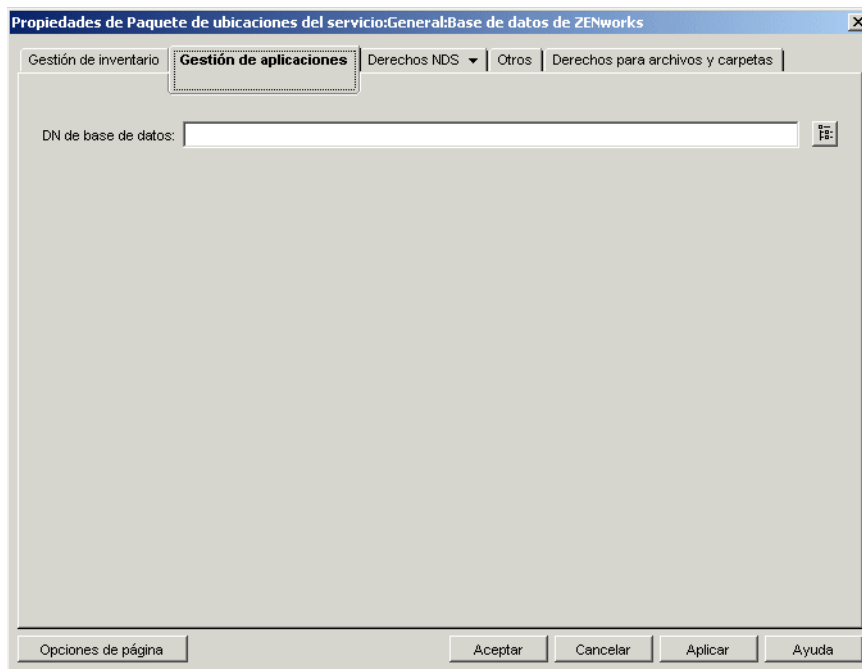 Propiedades de Paquete de ubicaciones del servicio:General:Base de datos de ZENworks
Gestión de inventario Gestión de aplicaciones Derechos NDS Otros Derechos para archivos y carpetas
DN de base de datos:
Opciones de página Aceptar Cancelar Aplicar Ayuda